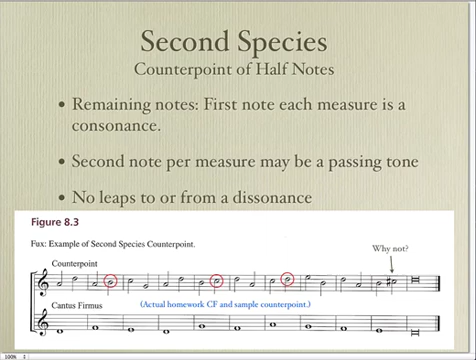 Second Species
Counterpoint of Half Notes
• Remaining notes: First note each measure is a
consonance.
• Second note per measure may be a passing tone
• No leaps to or from a dissonance
Figure 8.3
Fux: Example of Second Species Counterpoint.
Why not?
Counterpoint
(Actual homework CF and sample counterpoint.)
Cantus Firmus
100%